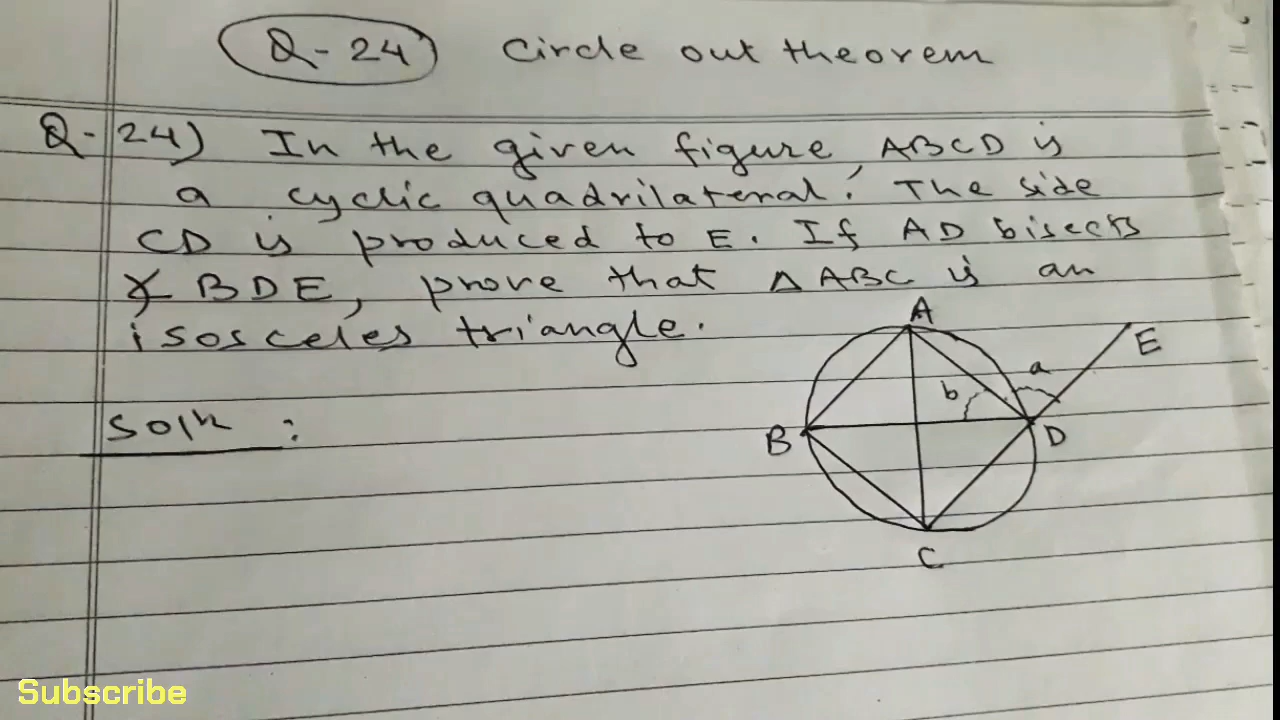 Q-24 Circle out theorem
Q-24) In the given figure, ABCD is
a cyclic quadrilateral. The side
CD is produced to E. If AD bisects
∠ BDE, prove that Δ ABC is an
isosceles triangle.
A
E
a
b
Soln :
B
D
C
Subscribe